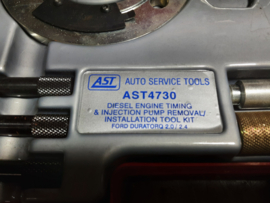 AST AUTO SERVICE TOOLS
AST4730
DIESEL ENGINE TIMING
& INJECTION PUMP REMOVAL/
INSTALLATION TOOL KIT
FORD DURATORQ 2.0 / 2.4